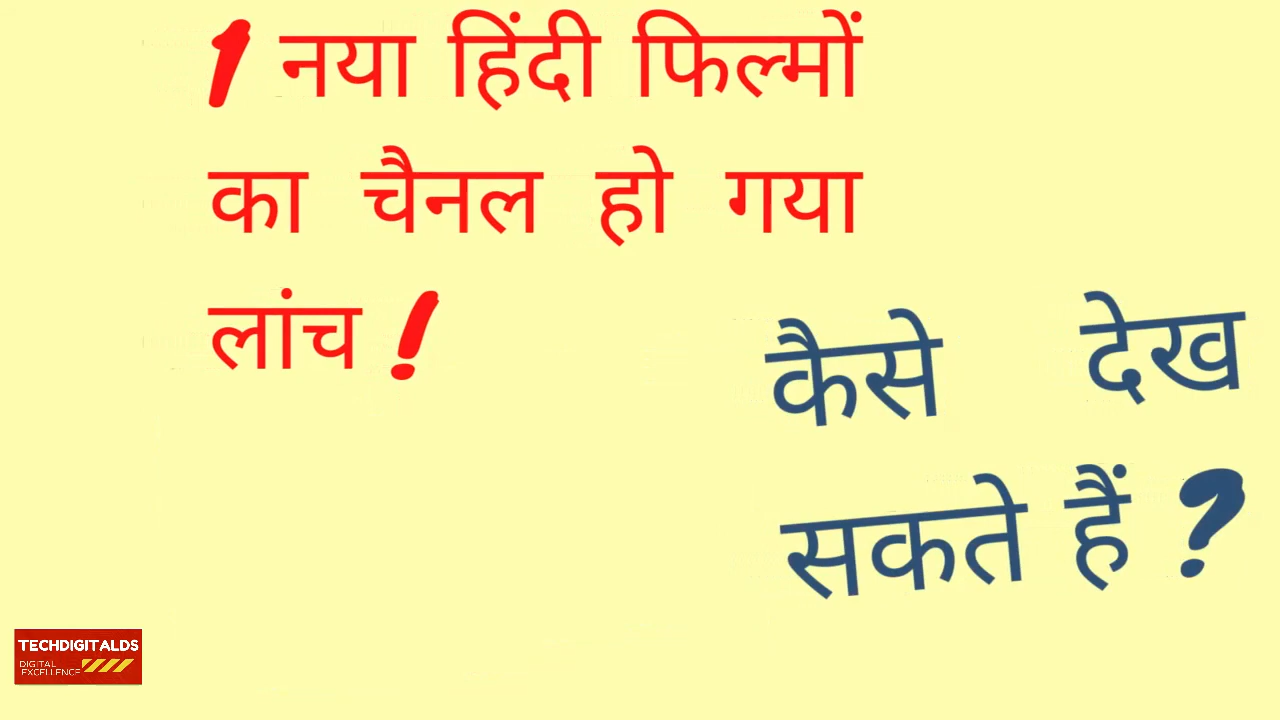 1 नया हिंदी फिल्मों
का चैनल हो गया
लांच !
कैसे देख
सकते हैं ?
TECHDIGITALDS
DIGITAL
EXCELLENCE